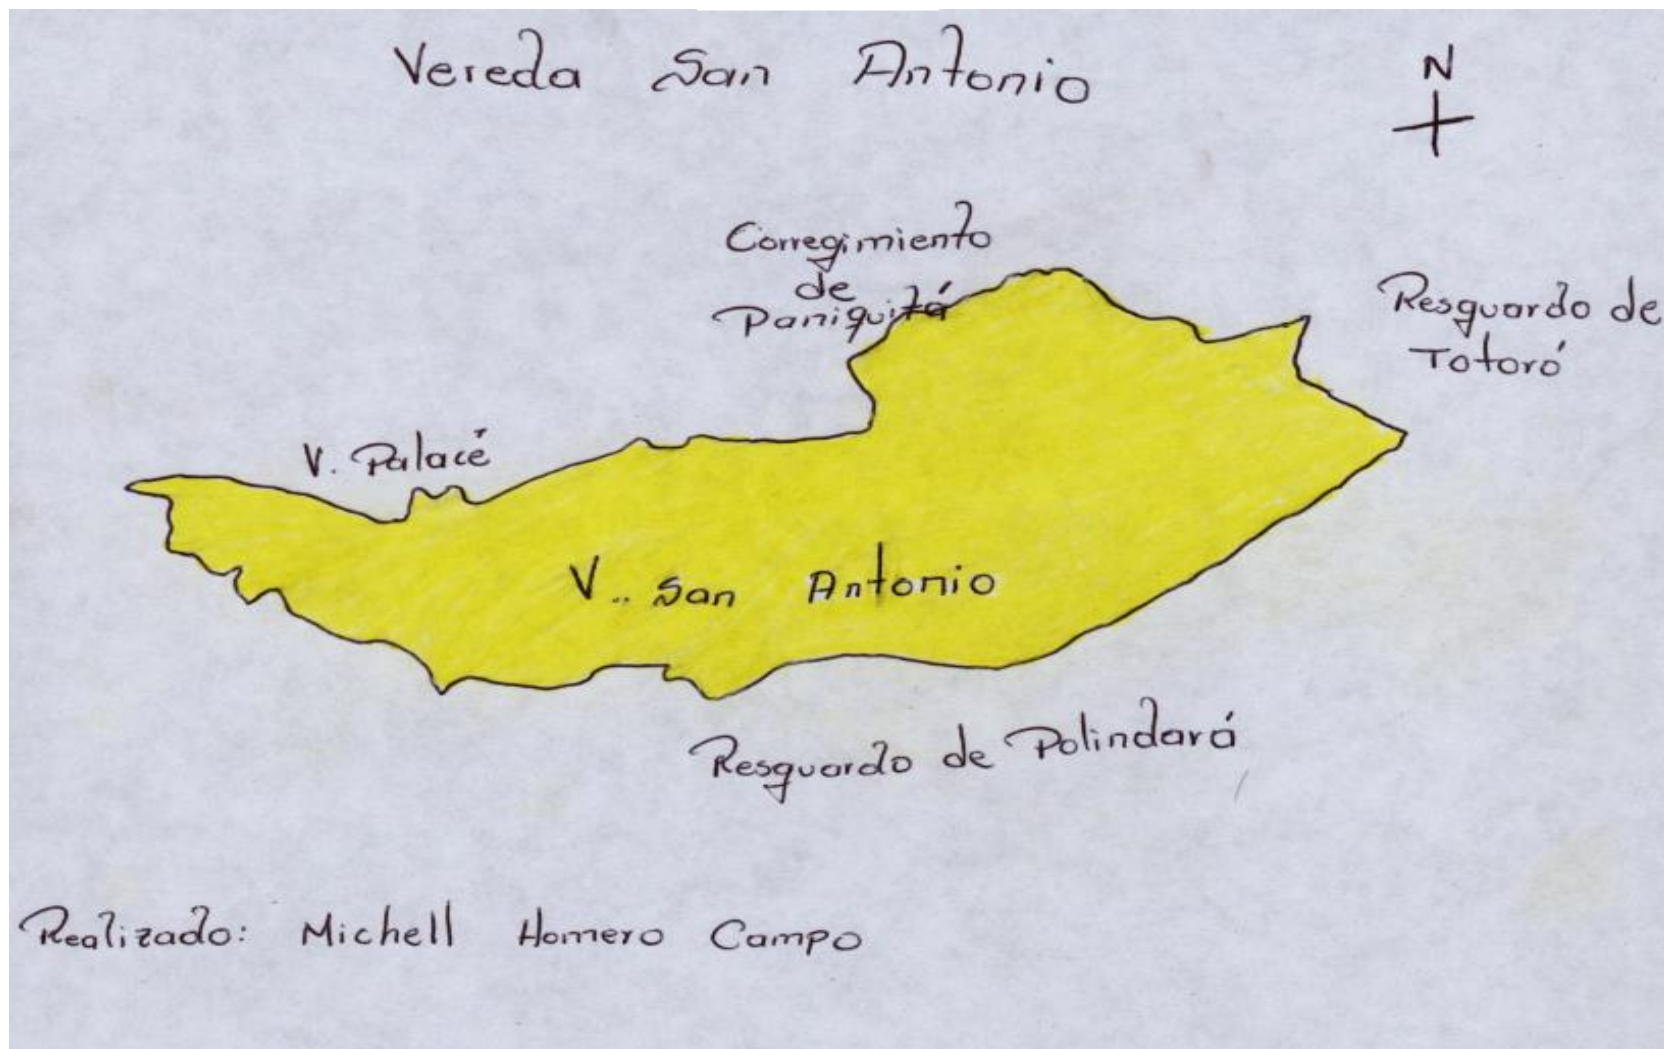 Vereda San Antonio
N
Corregimiento
de
Paniquitá
Resguardo de
Totoró
V. Palacé
V.. San Antonio
Resguardo de Polindará
Realizado: Michell Homero Campo